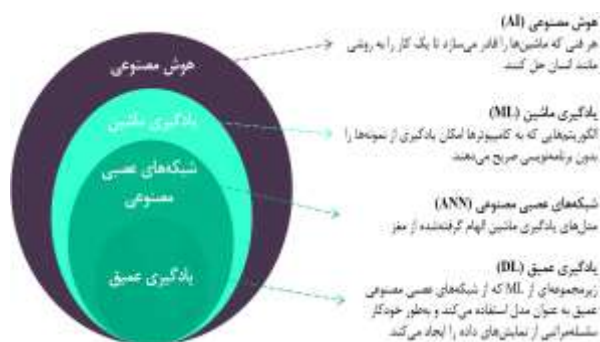 هوش مصنوعی
یادگیری ماشین
شبکه‌های عصبی
مصنوعی
یادگیری عمیق
هوش مصنوعی (AI)
هر فنی که ماشین‌ها را قادر می‌سازد تا یک کار را به روشی
مانند انسان حل کنند.
یادگیری ماشین (ML)
الگوریتم‌هایی که به کامپیوترها امکان یادگیری از نمونه‌ها را
بدون برنامه‌نویسی صریح می‌دهند.
شبکه‌های عصبی مصنوعی (ANN)
مدل‌های یادگیری ماشین الهام گرفته‌شده از مغز
یادگیری عمیق (DL)
زیرمجموعه‌ای از ML که از شبکه‌های عصبی مصنوعی
عمیق به عنوان مدل استفاده می‌کند و به‌طور خودکار
سلسله‌مراتبی از نمایش‌های داده را ایجاد می‌کند.